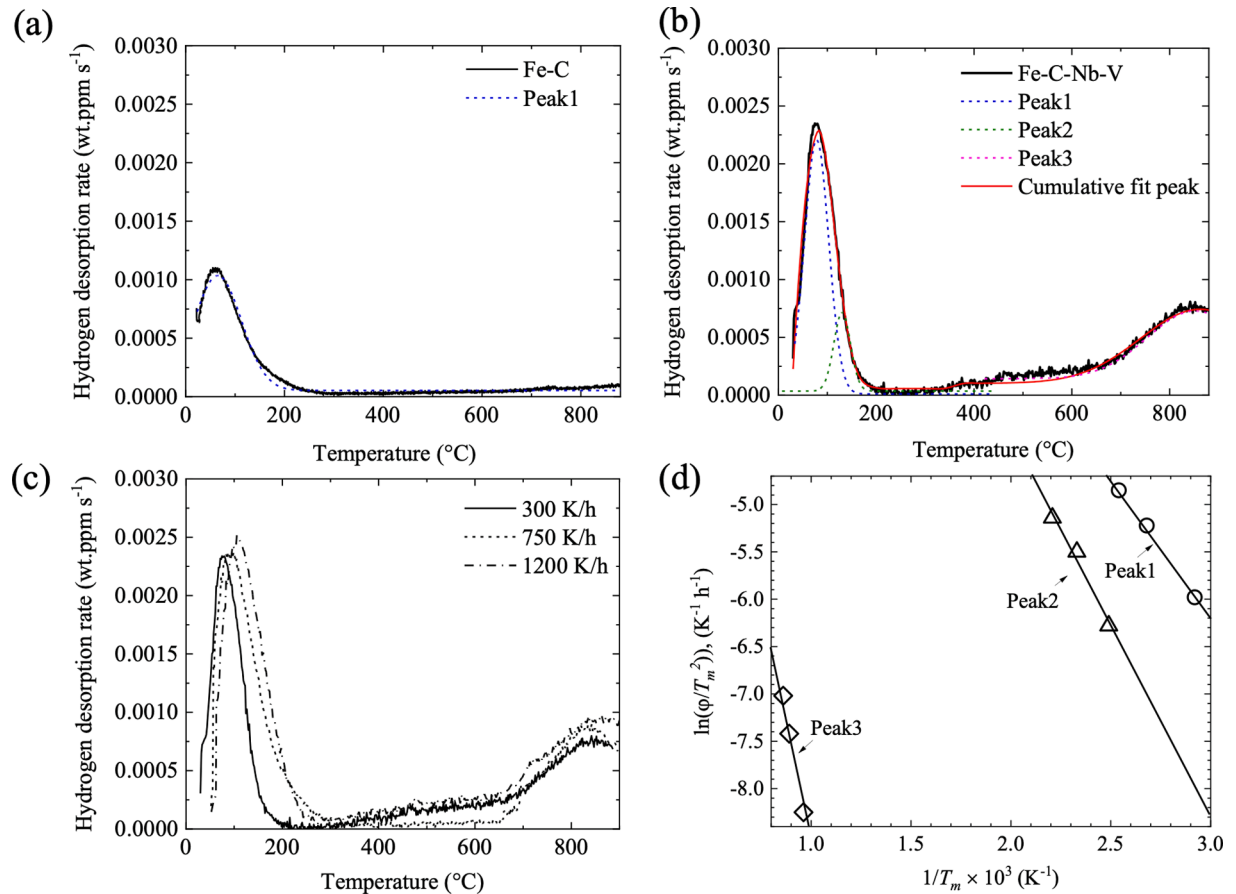 (a)
0.0030
0.0025
0.0020
0.0015
0.0010
0.0005
0.0000
Hydrogen desorption rate (wt.ppm s⁻¹)
Fe-C
Peak1
0
200
400
600
800
Temperature (°C)
(b)
0.0030
0.0025
0.0020
0.0015
0.0010
0.0005
0.0000
Hydrogen desorption rate (wt.ppm s⁻¹)
Fe-C-Nb-V
Peak1
Peak2
Peak3
Cumulative fit peak
0
200
400
600
800
Temperature (°C)
(c)
0.0030
0.0025
0.0020
0.0015
0.0010
0.0005
0.0000
Hydrogen desorption rate (wt.ppm s⁻¹)
300 K/h
750 K/h
1200 K/h
0
200
400
600
800
Temperature (°C)
(d)
-5.0
-5.5
-6.0
-6.5
-7.0
-7.5
-8.0
ln(φ/Tₘ²)), (K⁻¹ h⁻¹)
Peak1
Peak2
Peak3
1.0
1.5
2.0
2.5
3.0
1/Tₘ × 10³ (K⁻¹)